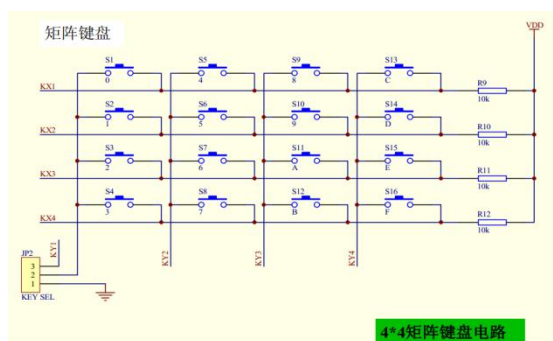 矩阵键盘
VDD
S1
S5
S9
S13
0
4
8
C
R9
KX1
10k
S2
S6
S10
S14
1
5
9
D
R10
KX2
10k
S3
S7
S11
S15
2
6
A
E
R11
KX3
10k
S4
S8
S12
S16
3
7
B
F
R12
KX4
10k
KY1
KY2
KY3
KY4
JP2
3
2
1
KEY SEL
4*4矩阵键盘电路